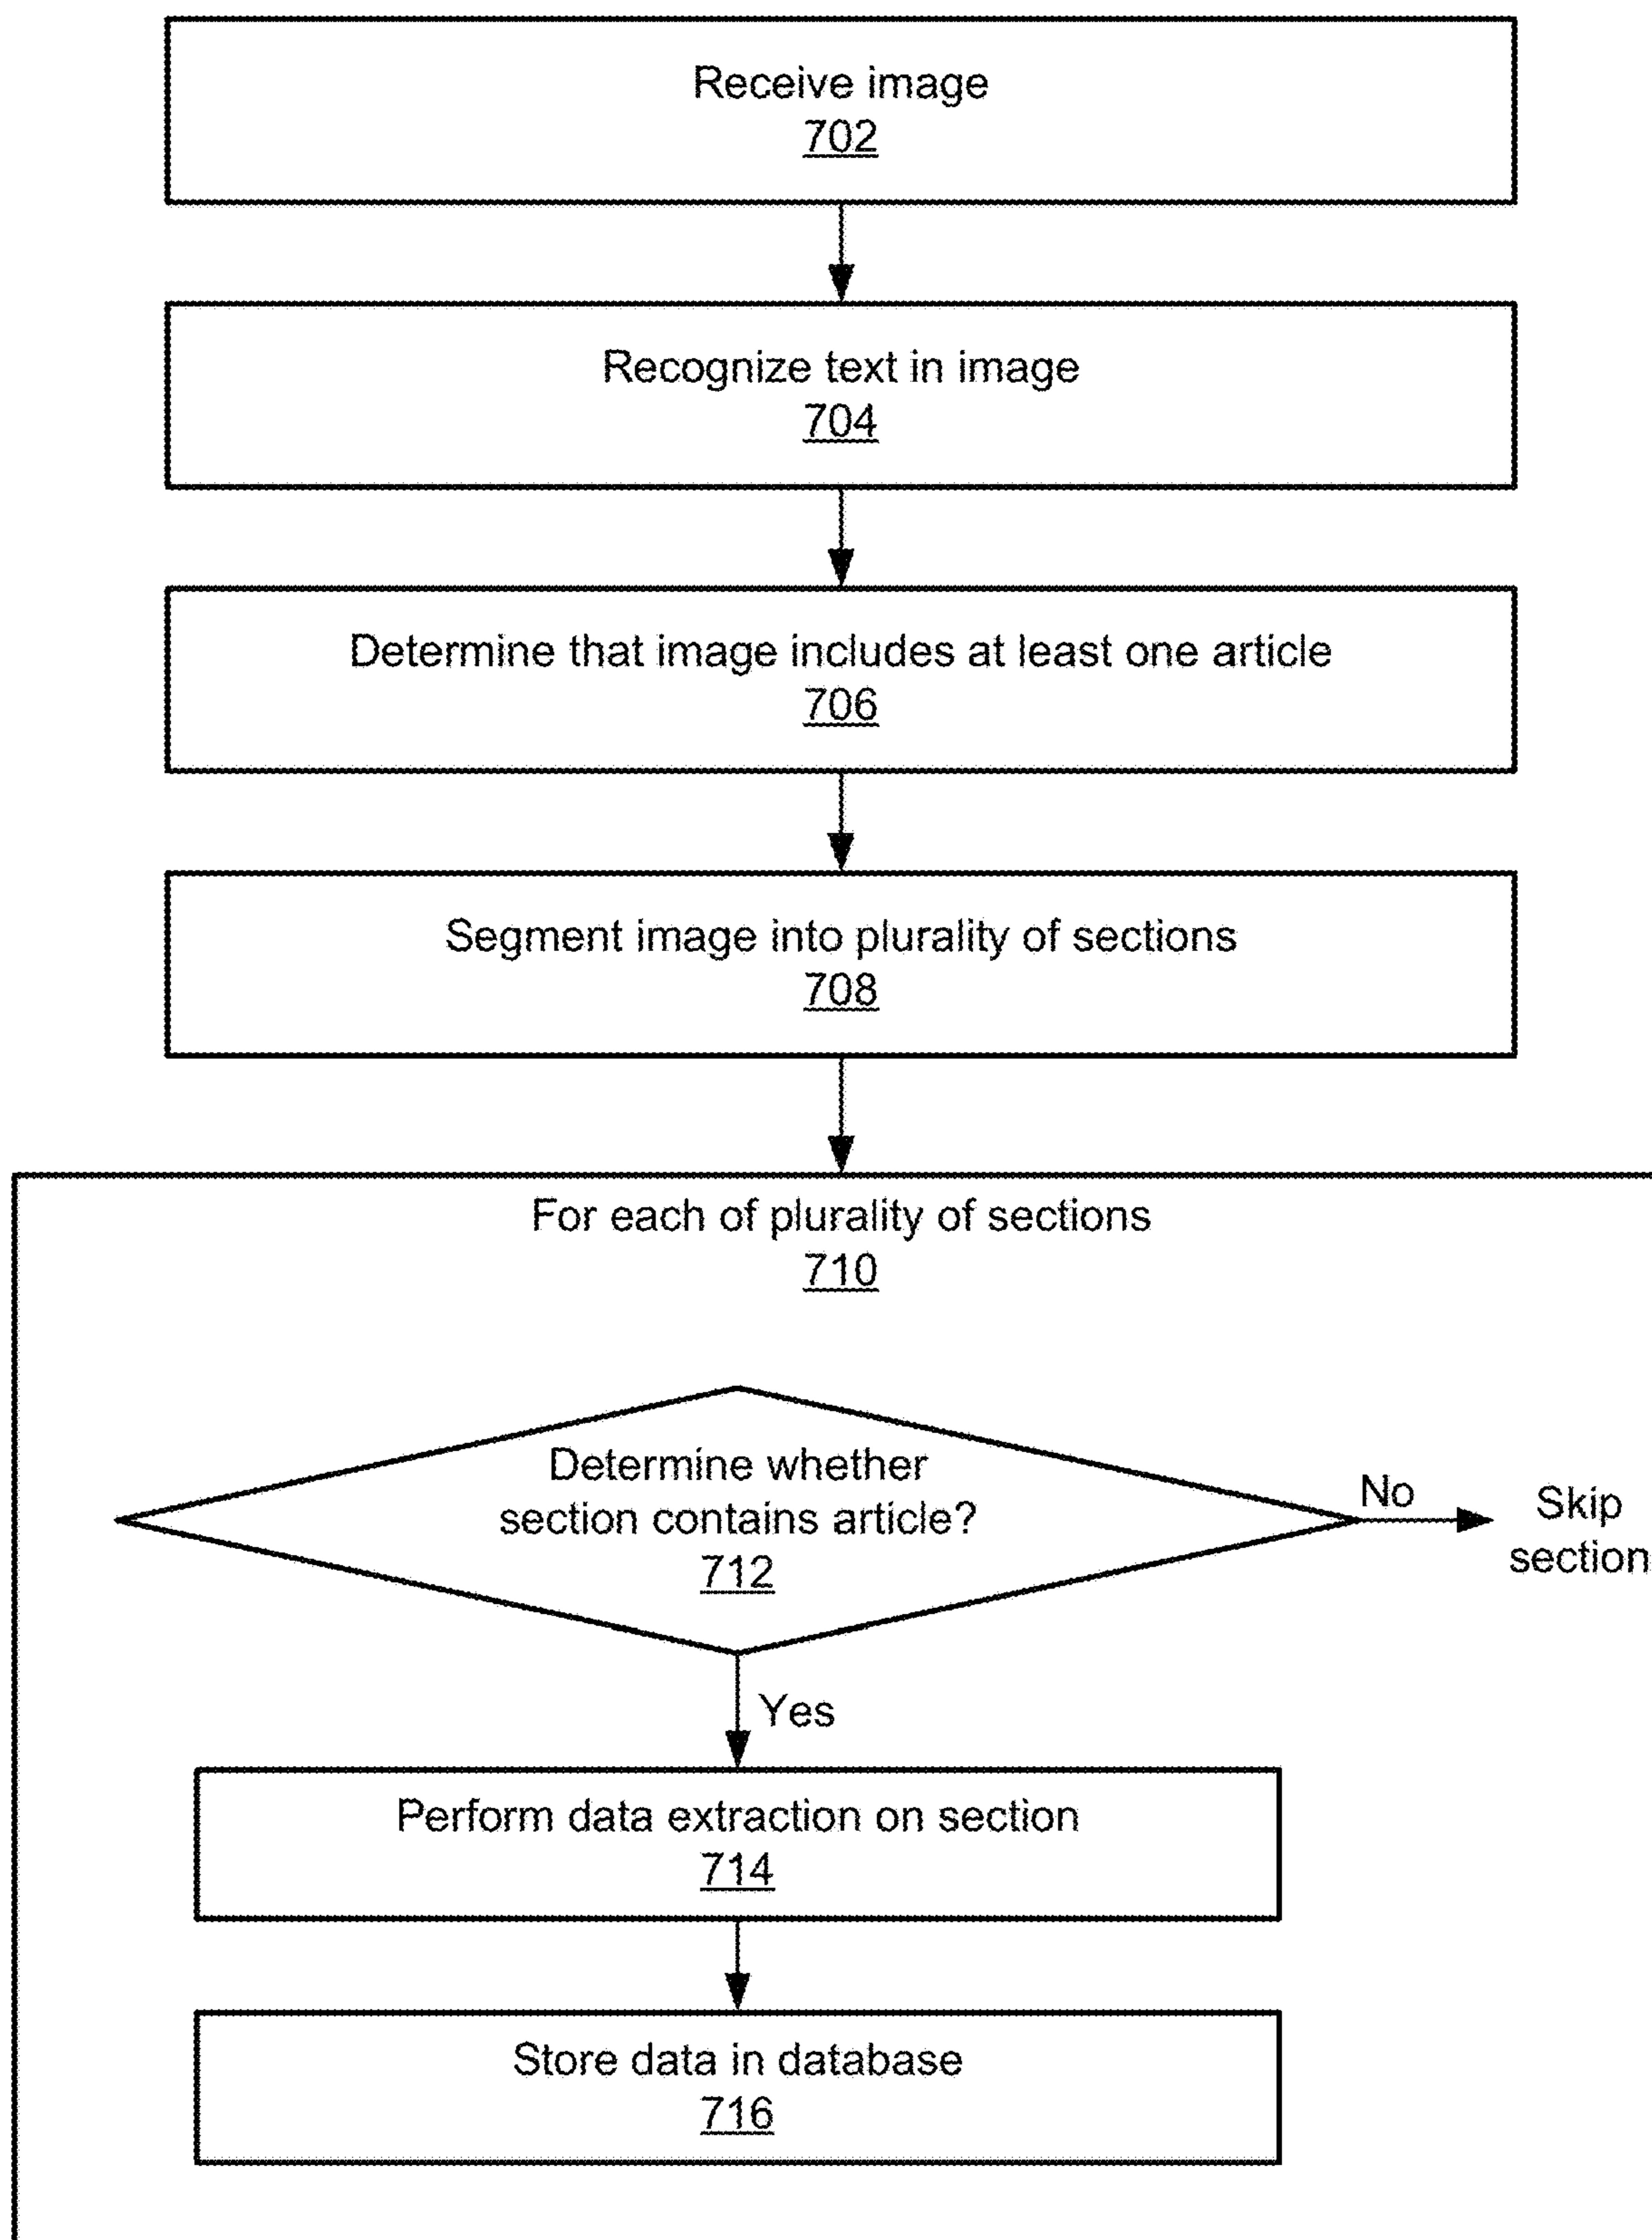 Receive image
702
Recognize text in image
704
Determine that image includes at least one article
706
Segment image into plurality of sections
708
For each of plurality of sections
710
Determine whether
section contains article?
712
No
Skip
section
Yes
Perform data extraction on section
714
Store data in database
716